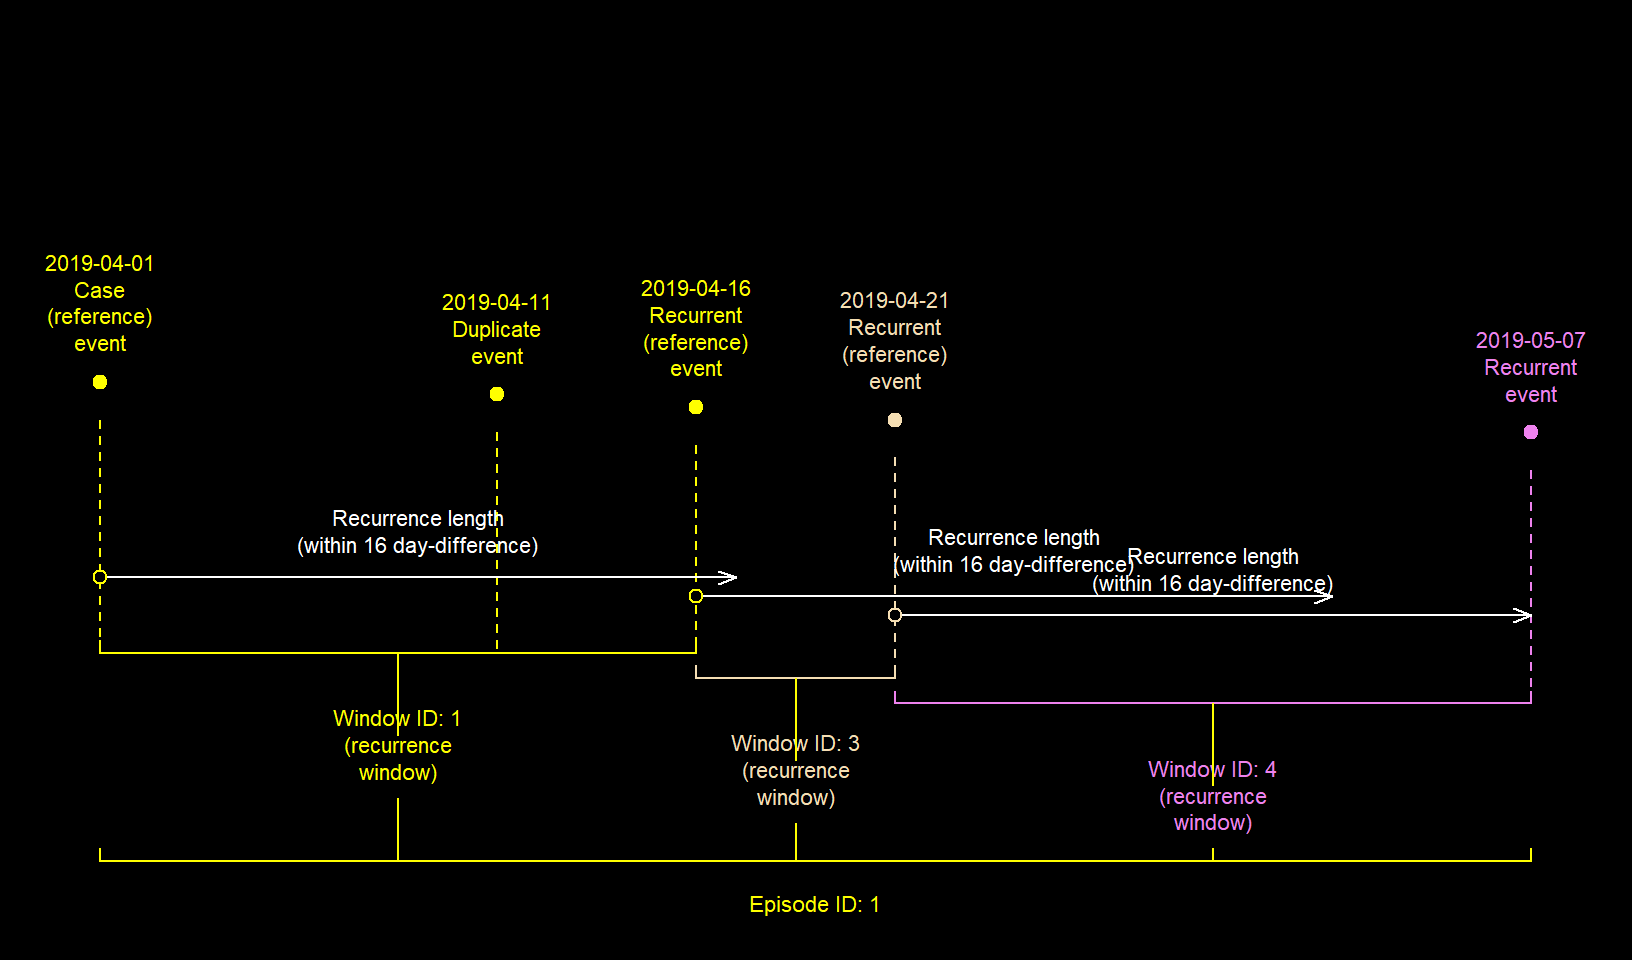 2019-04-01
Case
(reference)
event
2019-04-11
Duplicate
event
2019-04-16
Recurrent
(reference)
event
2019-04-21
Recurrent
(reference)
event
2019-05-07
Recurrent
event
Recurrence length
(within 16 day-difference)
Recurrence length
(within 16 day-difference)
Recurrence length
(within 16 day-difference)
Window ID: 1
(recurrence
window)
Window ID: 3
(recurrence
window)
Window ID: 4
(recurrence
window)
Episode ID: 1